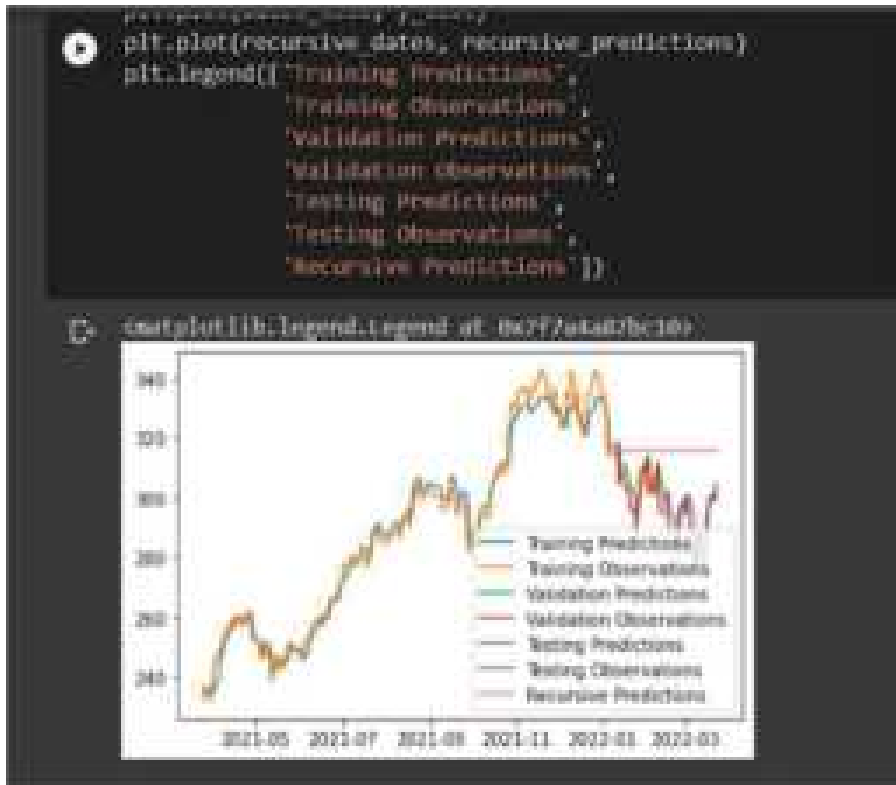 plt.plot(recursive_dates, recursive_predictions)
plt.legend(['Training Predictions',
'Training Observations',
'Validation Predictions',
'Validation Observations',
'Testing Predictions',
'Testing Observations',
'Recursive Predictions'])
<matplotlib.legend.Legend at
340
320
300
280
260
240
Training Predictions
Training Observations
Validation Predictions
Validation Observations
Testing Predictions
Testing Observations
Recursive Predictions
2021-05 2021-07 2021-09 2021-11 2022-01 2022-03